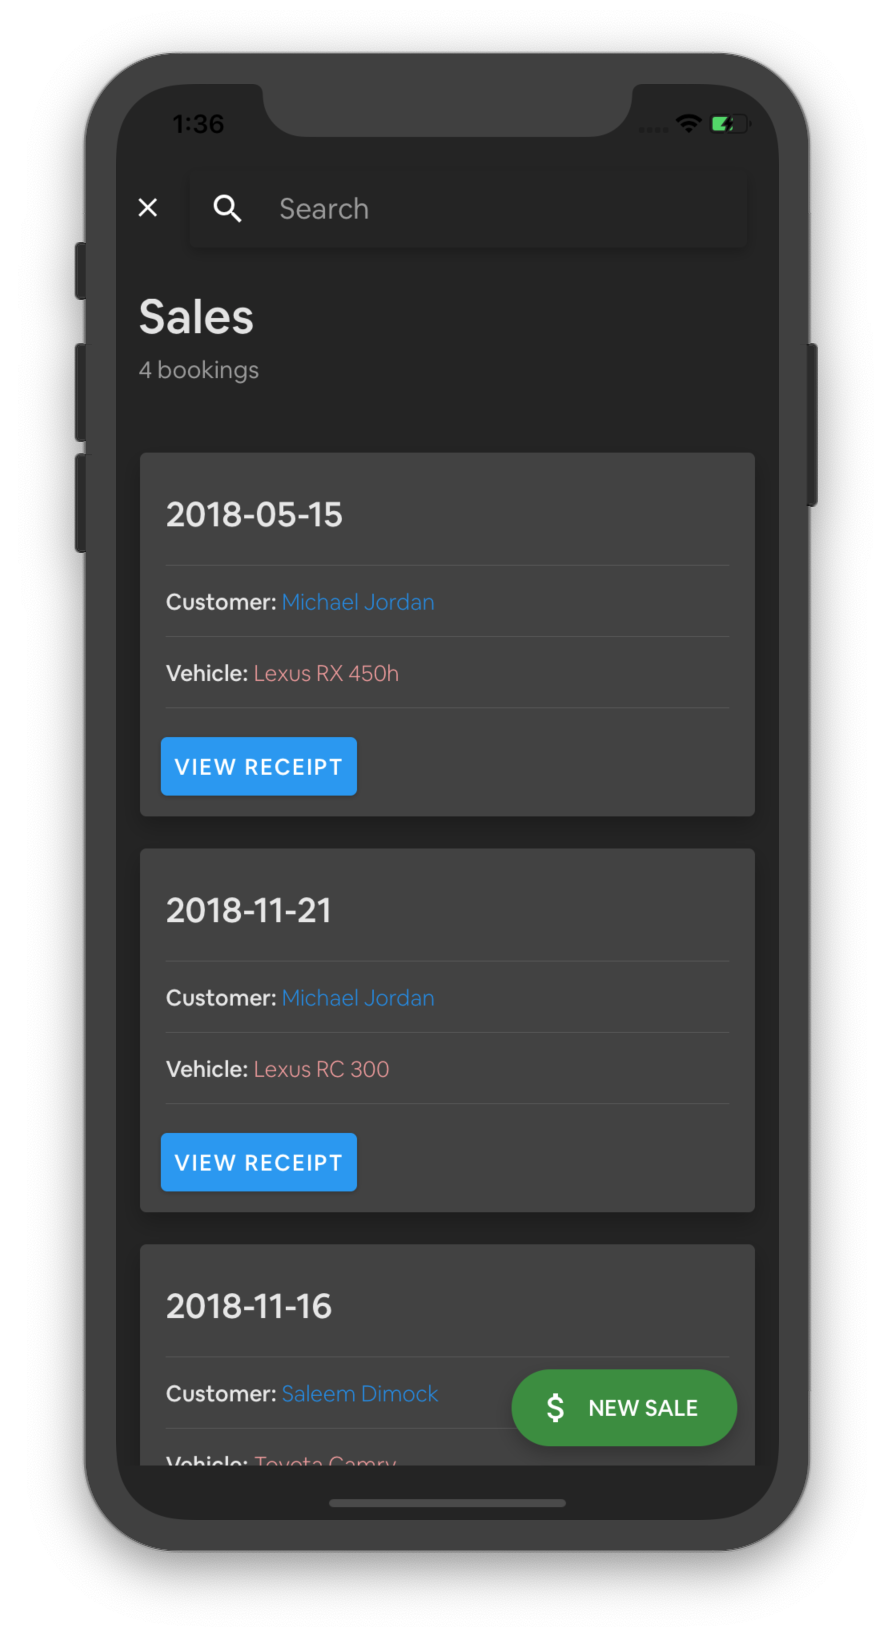 1:36
Search
Sales
4 bookings
2018-05-15
Customer: Michael Jordan
Vehicle: Lexus RX 450h
VIEW RECEIPT
2018-11-21
Customer: Michael Jordan
Vehicle: Lexus RC 300
VIEW RECEIPT
2018-11-16
Customer: Saleem Dimock
$ NEW SALE
Vehicle: Toyota Camry